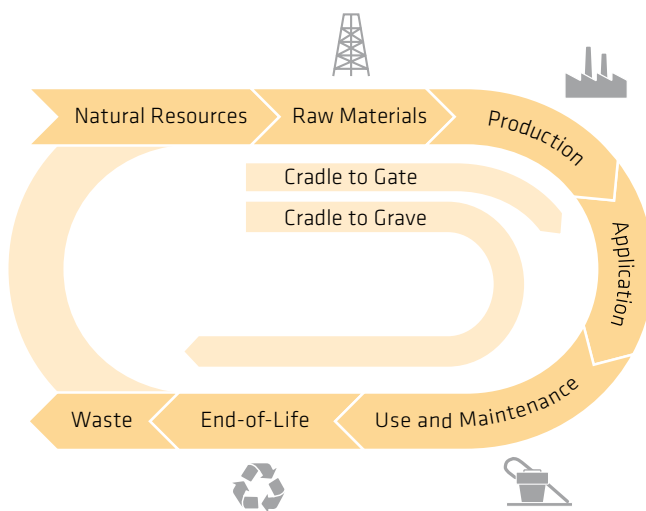 Natural Resources
Raw Materials
Production
Cradle to Gate
Cradle to Grave
Application
Use and Maintenance
End-of-Life
Waste